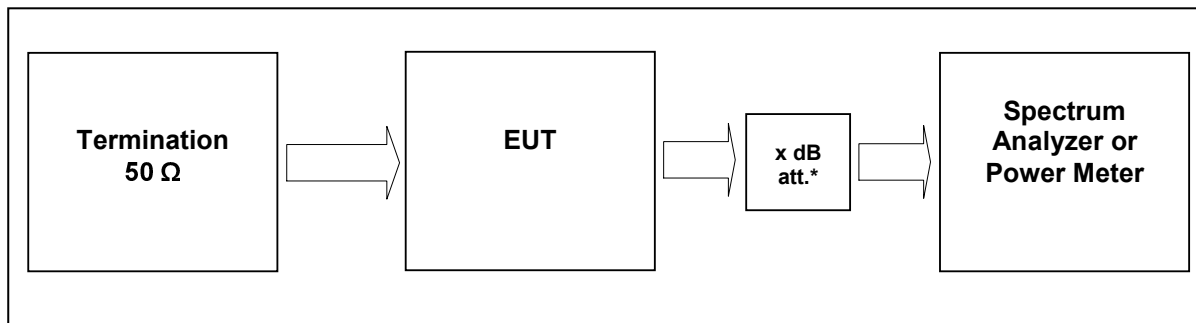 Termination
50 Ω
EUT
x dB
att.*
Spectrum
Analyzer or
Power Meter